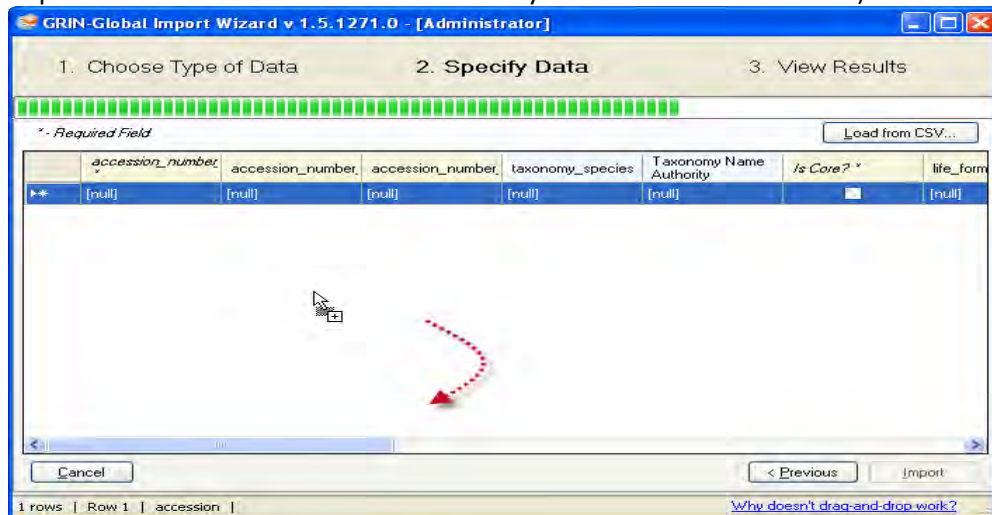 GRIN-Global Import Wizard v 1.5.1271.0 - [Administrator]
1. Choose Type of Data 2. Specify Data 3. View Results
* - Required Field Load from CSV...
accession_number * accession_number accession_number taxonomy_species Taxonomy Name Authority Is Core? * life_form
[null] [null] [null] [null] [null] [null]
Cancel < Previous Import
1 rows | Row 1 | accession | Why doesn't drag-and-drop work?